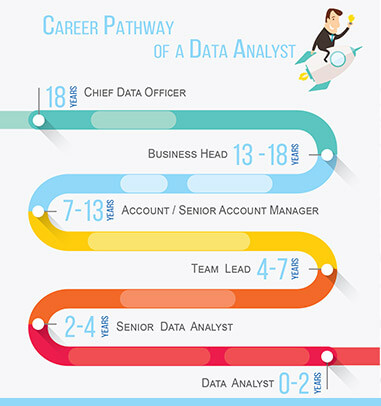 Career Pathway
of a Data Analyst
18 Years Chief Data Officer
Business Head 13 -18 Years
7-13 Years Account / Senior Account Manager
Team Lead 4-7 Years
2-4 Years Senior Data Analyst
Data Analyst 0-2 Years